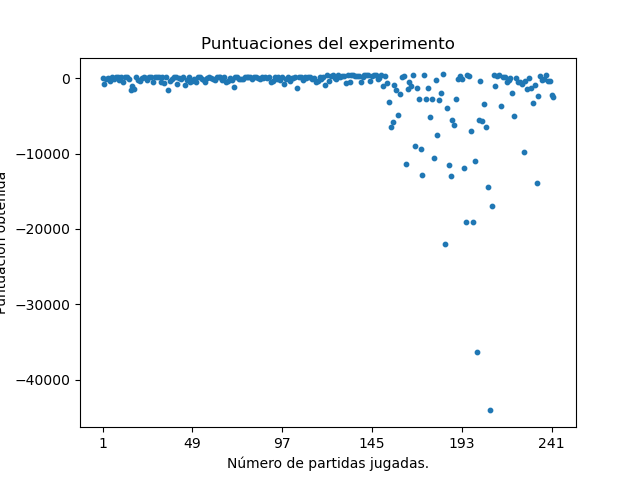 Puntuaciones del experimento
Puntuación obtenida
0
−10000
−20000
−30000
−40000
1 49 97 145 193 241
Número de partidas jugadas.